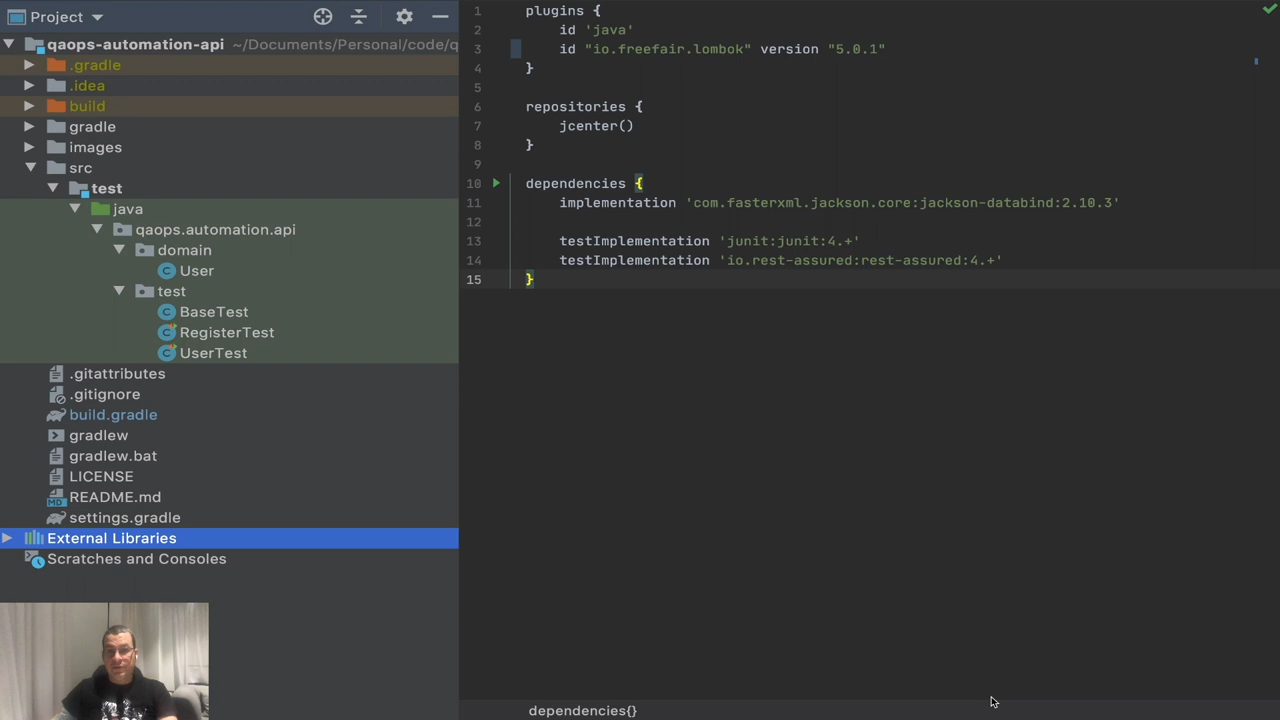 Project
qaops-automation-api ~/Documents/Personal/code/q
.gradle
.idea
build
gradle
images
src
test
java
qaops.automation.api
domain
User
test
BaseTest
RegisterTest
UserTest
.gitattributes
.gitignore
build.gradle
gradlew
gradlew.bat
LICENSE
README.md
settings.gradle
External Libraries
Scratches and Consoles
1 plugins {
2 id 'java'
3 id "io.freefair.lombok" version "5.0.1"
4 }
5
6 repositories {
7 jcenter()
8 }
9
10 dependencies {
11 implementation 'com.fasterxml.jackson.core:jackson-databind:2.10.3'
12
13 testImplementation 'junit:junit:4.+'
14 testImplementation 'io.rest-assured:rest-assured:4.+'
15 }
dependencies{}